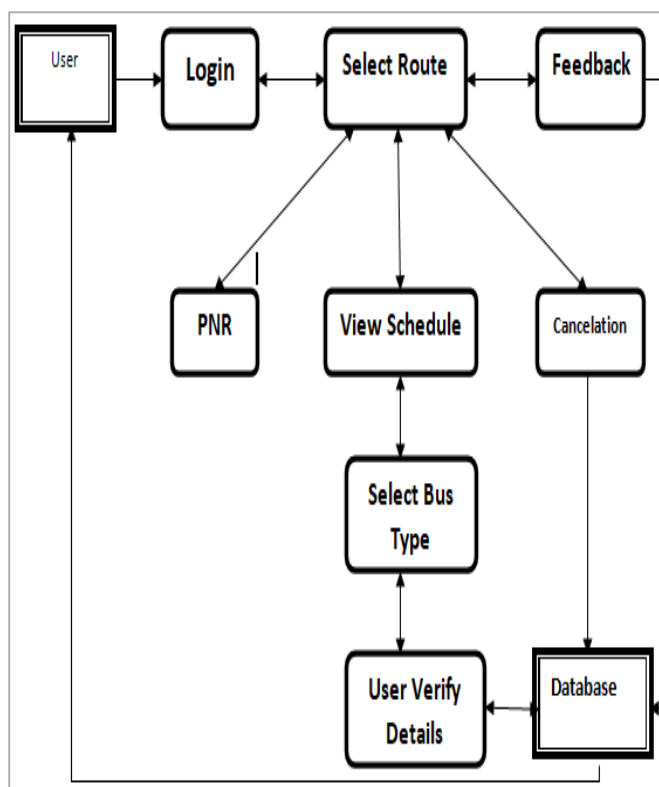 User
Login
Select Route
Feedback
PNR
View Schedule
Cancelation
Select Bus
Type
User Verify
Details
Database